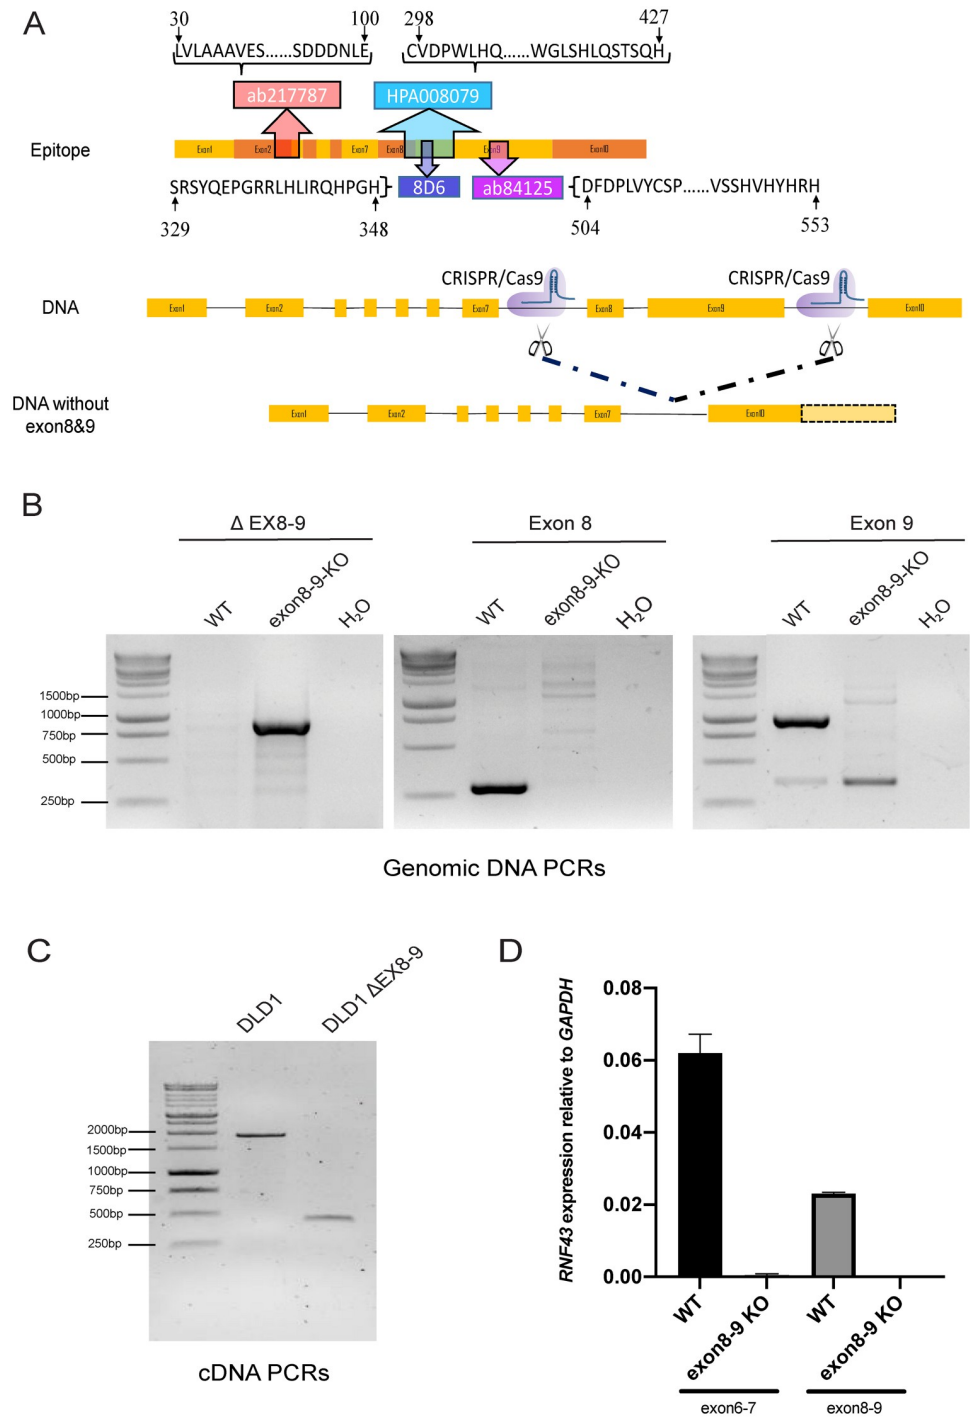 A
30 100 298 427
LVLAAAVES......SDDDNLE CVDPWLHQ......WGLSHLQSTSQH
ab217787 HPA008079
Epitope Exon1 Exon2 Exon7 Exon8 Exon9 Exon10
SRSYQEPGRRLHLIRQHPGH 8D6 ab84125 DFDPLVYCSP......VSSHVHYHRH
329 348 504 553
CRISPR/Cas9 CRISPR/Cas9
DNA Exon1 Exon2 Exon7 Exon8 Exon9 Exon10
DNA without
exon8&9
Exon1 Exon2 Exon7 Exon10
B
Δ EX8-9 Exon 8 Exon 9
WT exon8-9-KO H₂O WT exon8-9-KO H₂O WT exon8-9-KO H₂O
1500bp
1000bp
750bp
500bp
250bp
Genomic DNA PCRs
C
DLD1 DLD1 ΔEX8-9
2000bp
1500bp
1000bp
750bp
500bp
250bp
cDNA PCRs
D
RNF43 expression relative to GAPDH
0.08
0.06
0.04
0.02
0.00
WT exon8-9 KO WT exon8-9 KO
exon6-7 exon8-9